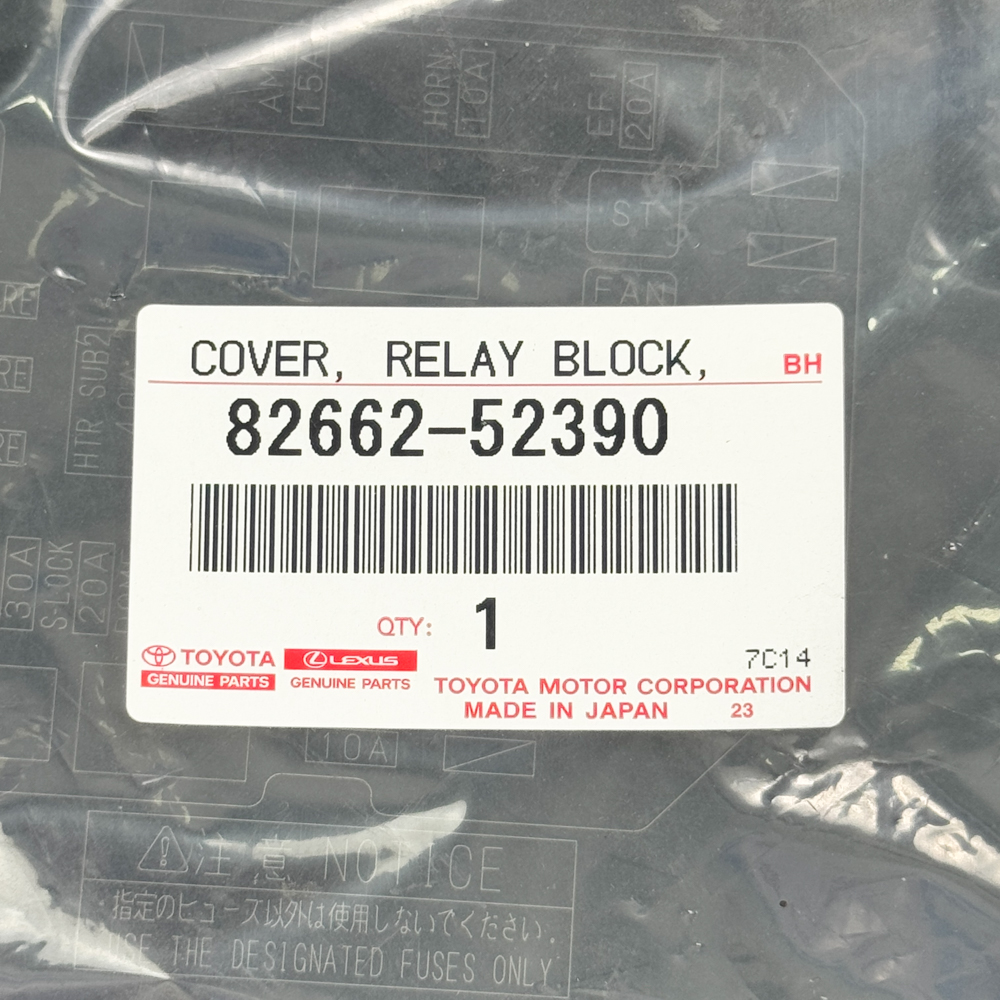 AM
15A
HORN
10A
EFI
20A
ST
FAN
RE
RE
RE
HTR SUB2
COVER, RELAY BLOCK, BH
82662-52390
QTY: 1
TOYOTA
GENUINE PARTS
LEXUS
GENUINE PARTS
7C14
TOYOTA MOTOR CORPORATION
MADE IN JAPAN 23
30A
S-LOCK
20A
DOME
10A
注意 NOTICE
指定のヒューズ以外は使用しないでください.
USE THE DESIGNATED FUSES ONLY.